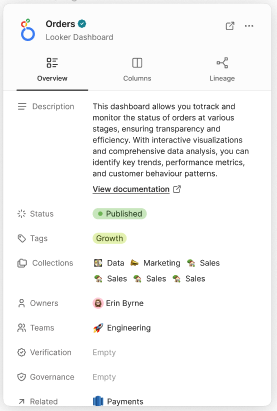 Orders
Looker Dashboard
Overview
Columns
Lineage
Description
This dashboard allows you totrack and
monitor the status of orders at various
stages, ensuring transparency and
efficiency. With interactive visualizations
and comprehensive data analysis, you can
identify key trends, performance metrics,
and customer behaviour patterns.
View documentation
Status
Published
Tags
Growth
Collections
Data Marketing Sales
Sales Sales Sales
Owners
Erin Byrne
Teams
Engineering
Verification
Empty
Governance
Empty
Related
Payments